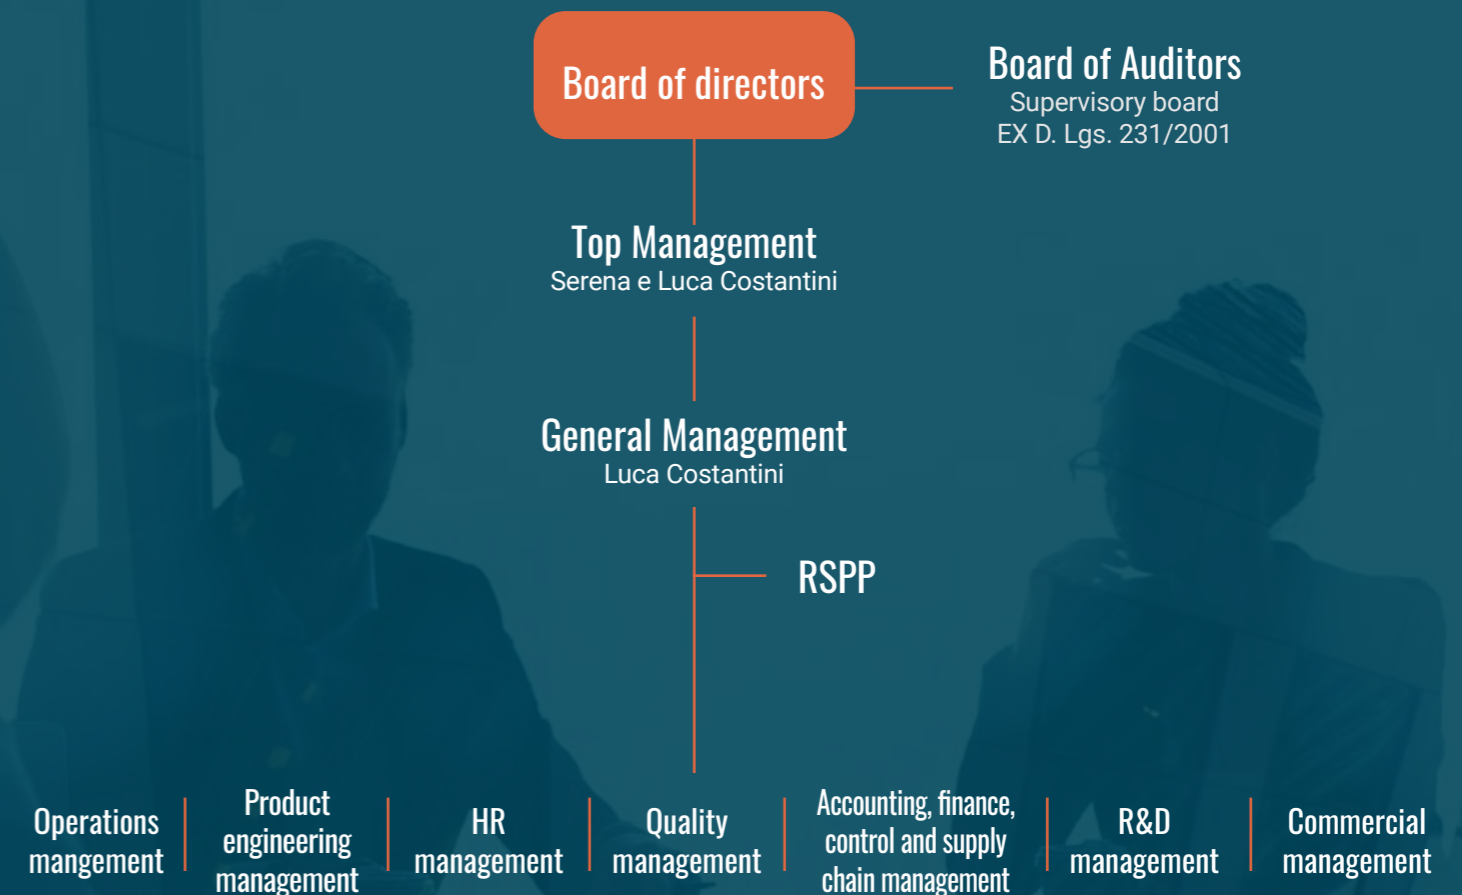 Board of directors
Board of Auditors
Supervisory board
EX D. Lgs. 231/2001
Top Management
Serena e Luca Costantini
General Management
Luca Costantini
RSPP
Operations
mangement
Product
engineering
management
HR
management
Quality
management
Accounting, finance,
control and supply
chain management
R&D
management
Commercial
management